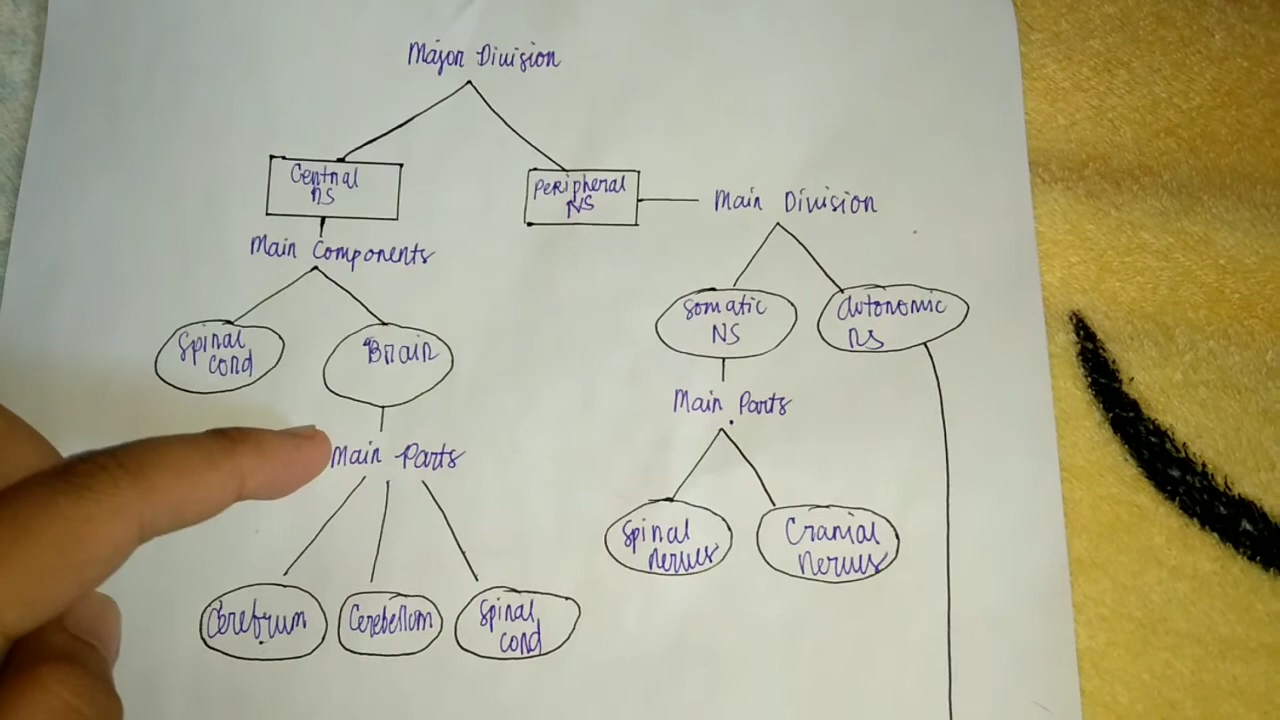 Major Division
Central
NS
Peripheral
NS
Main Division
Main Components
Somatic
NS
Autonomic
NS
Spinal
cord
Brain
Main Parts
Main Parts
Spinal
nerves
Cranial
nerves
Cerebrum
Cerebellum
Spinal
cord